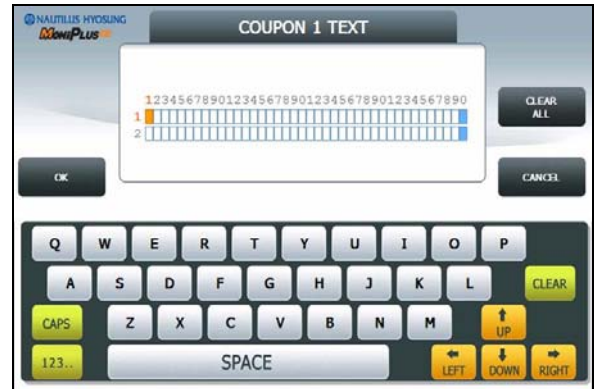 NAUTILUS HYOSUNG
MoniPlus
COUPON 1 TEXT
1234567890123456789012345678901234567890
1
2
CLEAR
ALL
OK
CANCEL
Q W E R T Y U I O P
A S D F G H J K L CLEAR
CAPS Z X C V B N M UP
123.. SPACE LEFT DOWN RIGHT